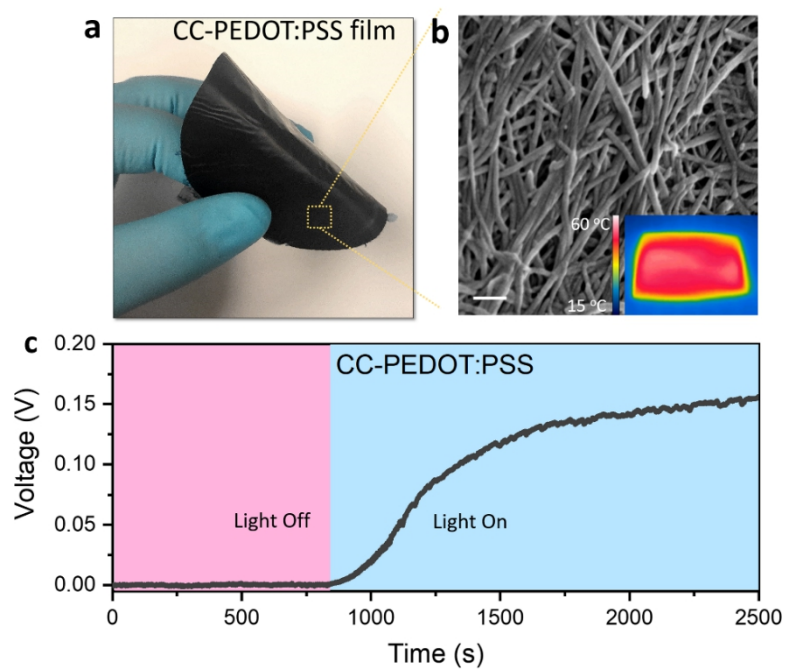 a
CC-PEDOT:PSS film
b
60 ºC
15 ºC
c
CC-PEDOT:PSS
Voltage (V)
0.20
0.15
0.10
0.05
0.00
Light Off
Light On
0
500
1000
1500
2000
2500
Time (s)